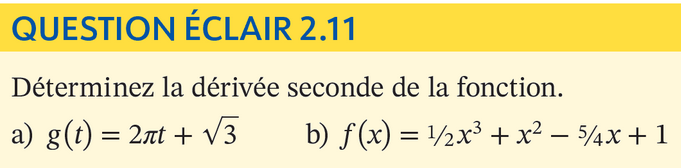 QUESTION ÉCLAIR 2.11
Déterminez la dérivée seconde de la fonction.
a) g(t) = 2πt + √3 b) f(x) = ½x³ + x² − 5⁄4x + 1